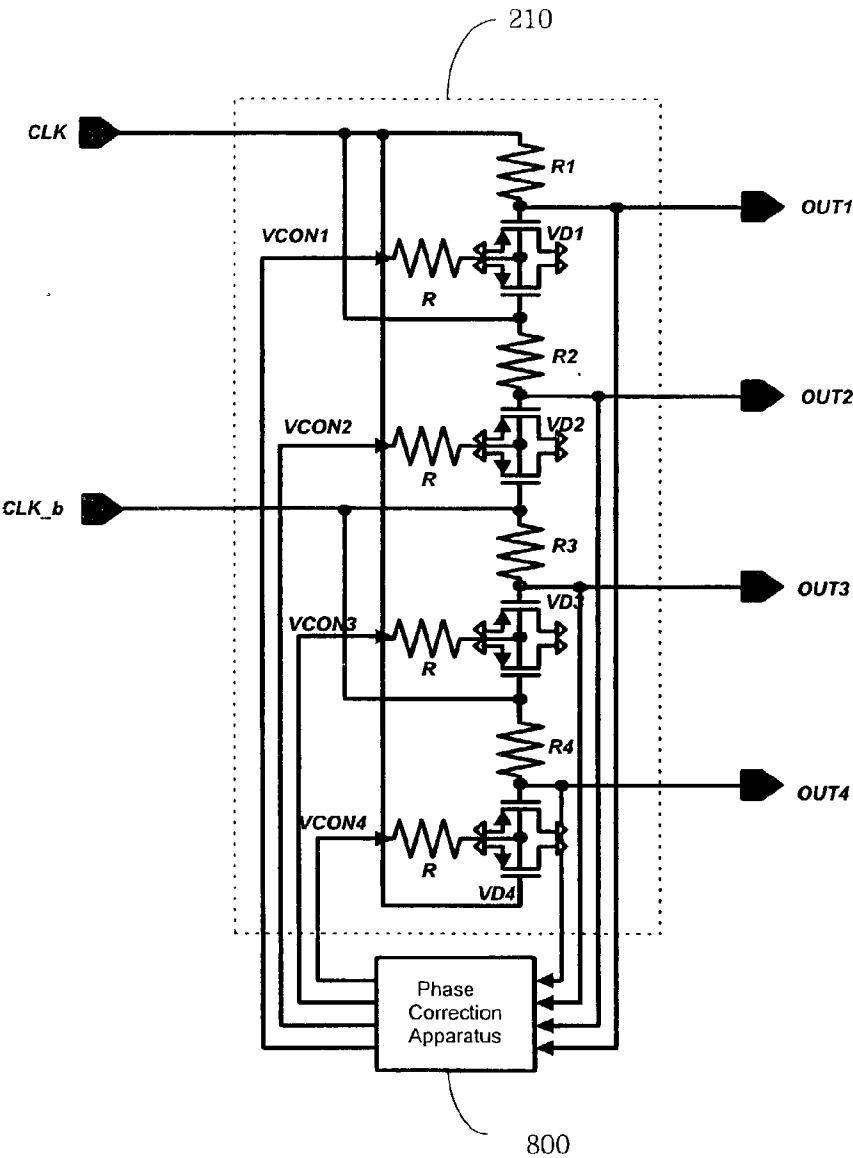 210
CLK
R1
OUT1
VCON1
VD1
R
R2
OUT2
VCON2
VD2
R
CLK_b
R3
OUT3
VD3
VCON3
R
R4
OUT4
VCON4
R
VD4
Phase
Correction
Apparatus
800